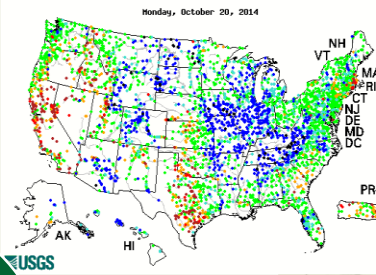 Monday, October 20, 2014
NH
VT
MA
RI
CT
NJ
DE
MD
DC
PR
AK
HI
USGS